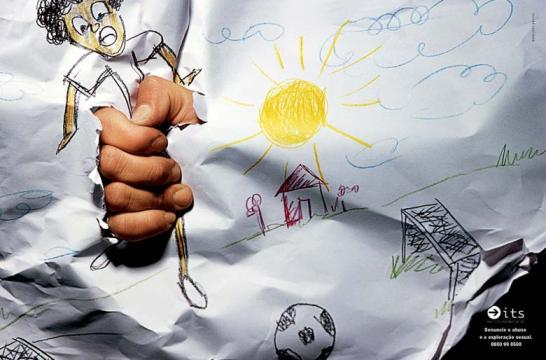 its
Denuncie o abuso
e a exploração sexual.
0800 99 0500